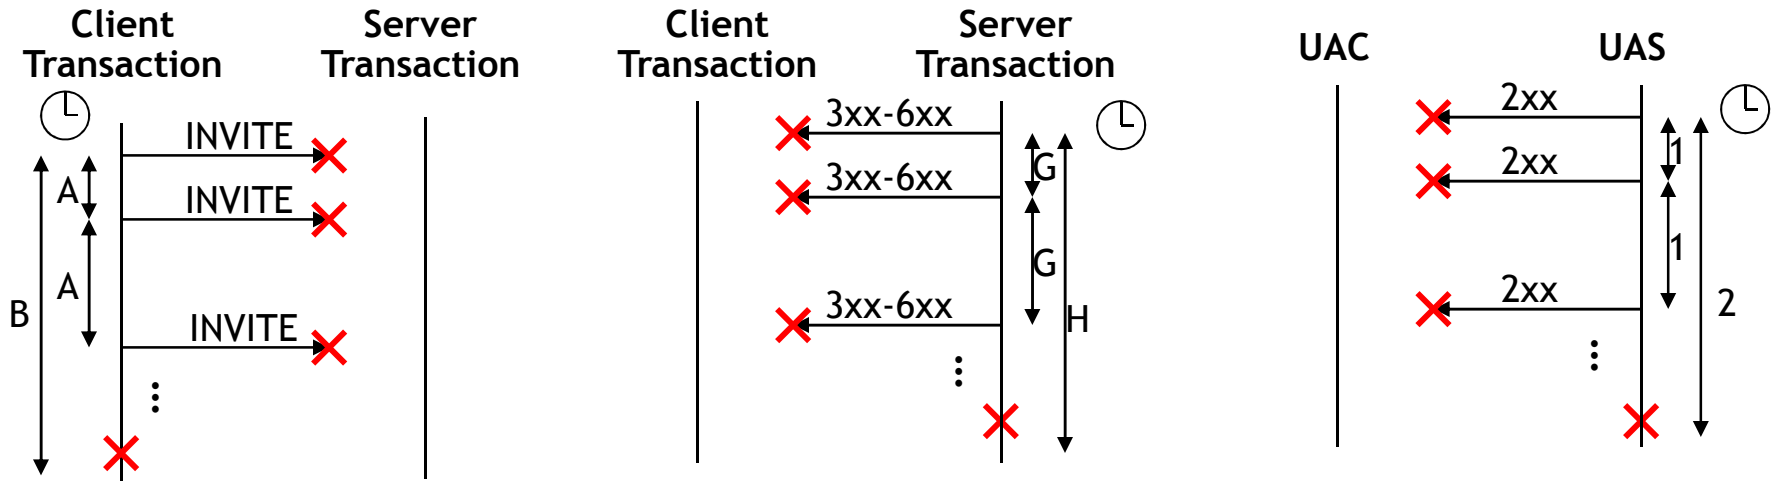 Client
Transaction
Server
Transaction
INVITE
A
INVITE
A
B
INVITE
Client
Transaction
Server
Transaction
3xx-6xx
G
3xx-6xx
G
3xx-6xx
H
UAC
UAS
2xx
1
2xx
1
2xx
2